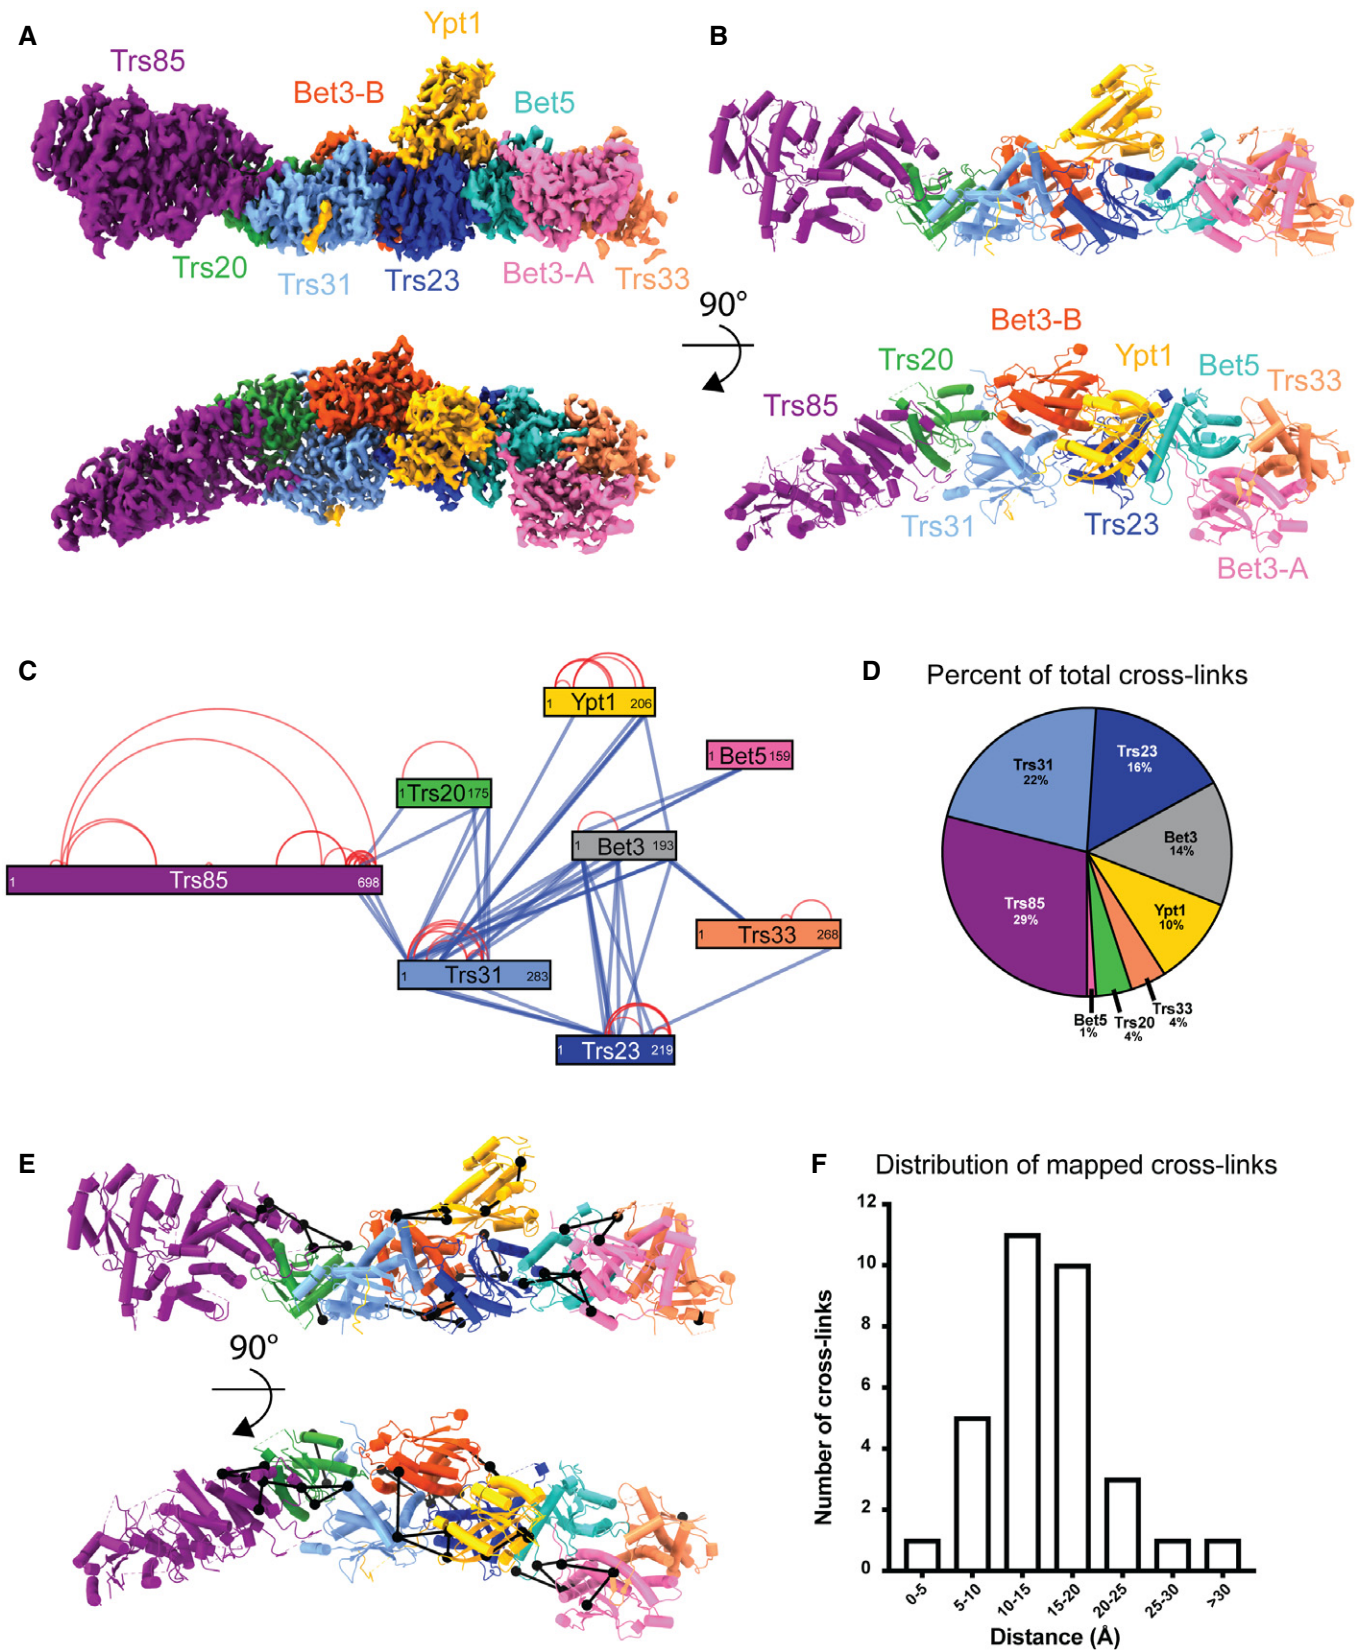 A
Trs85
Bet3-B
Ypt1
Bet5
Trs20
Trs31
Trs23
Bet3-A
Trs33
B
90°
Trs85
Trs20
Bet3-B
Ypt1
Bet5
Trs33
Trs31
Trs23
Bet3-A
C
1 Trs85 698
1 Trs20 175
1 Ypt1 206
1 Bet5 159
1 Bet3 193
1 Trs33 268
1 Trs31 283
1 Trs23 219
D
Percent of total cross-links
Trs31
22%
Trs23
16%
Bet3
14%
Trs85
29%
Ypt1
10%
Bet5
1%
Trs20
4%
Trs33
4%
E
90°
F
Distribution of mapped cross-links
Number of cross-links
12
10
8
6
4
2
0
0-5
5-10
10-15
15-20
20-25
25-30
>30
Distance (Å)